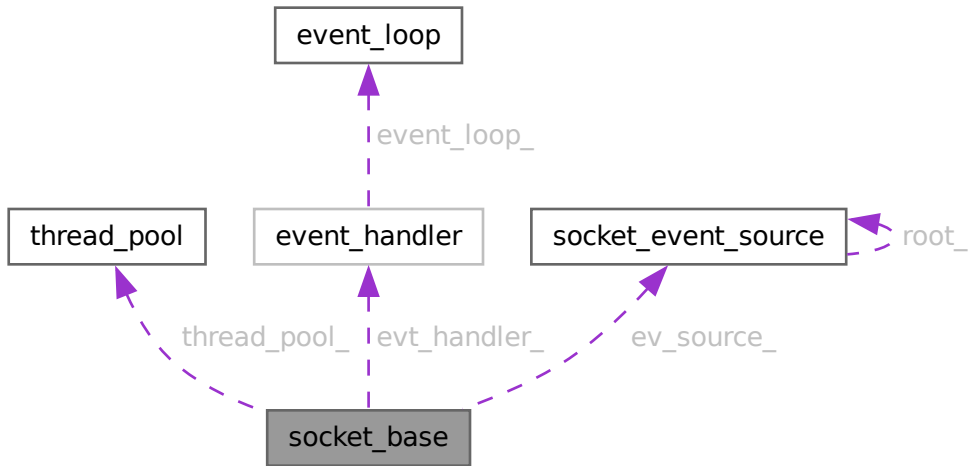 event_loop
event_loop_
thread_pool
event_handler
socket_event_source
root_
thread_pool_
evt_handler_
ev_source_
socket_base